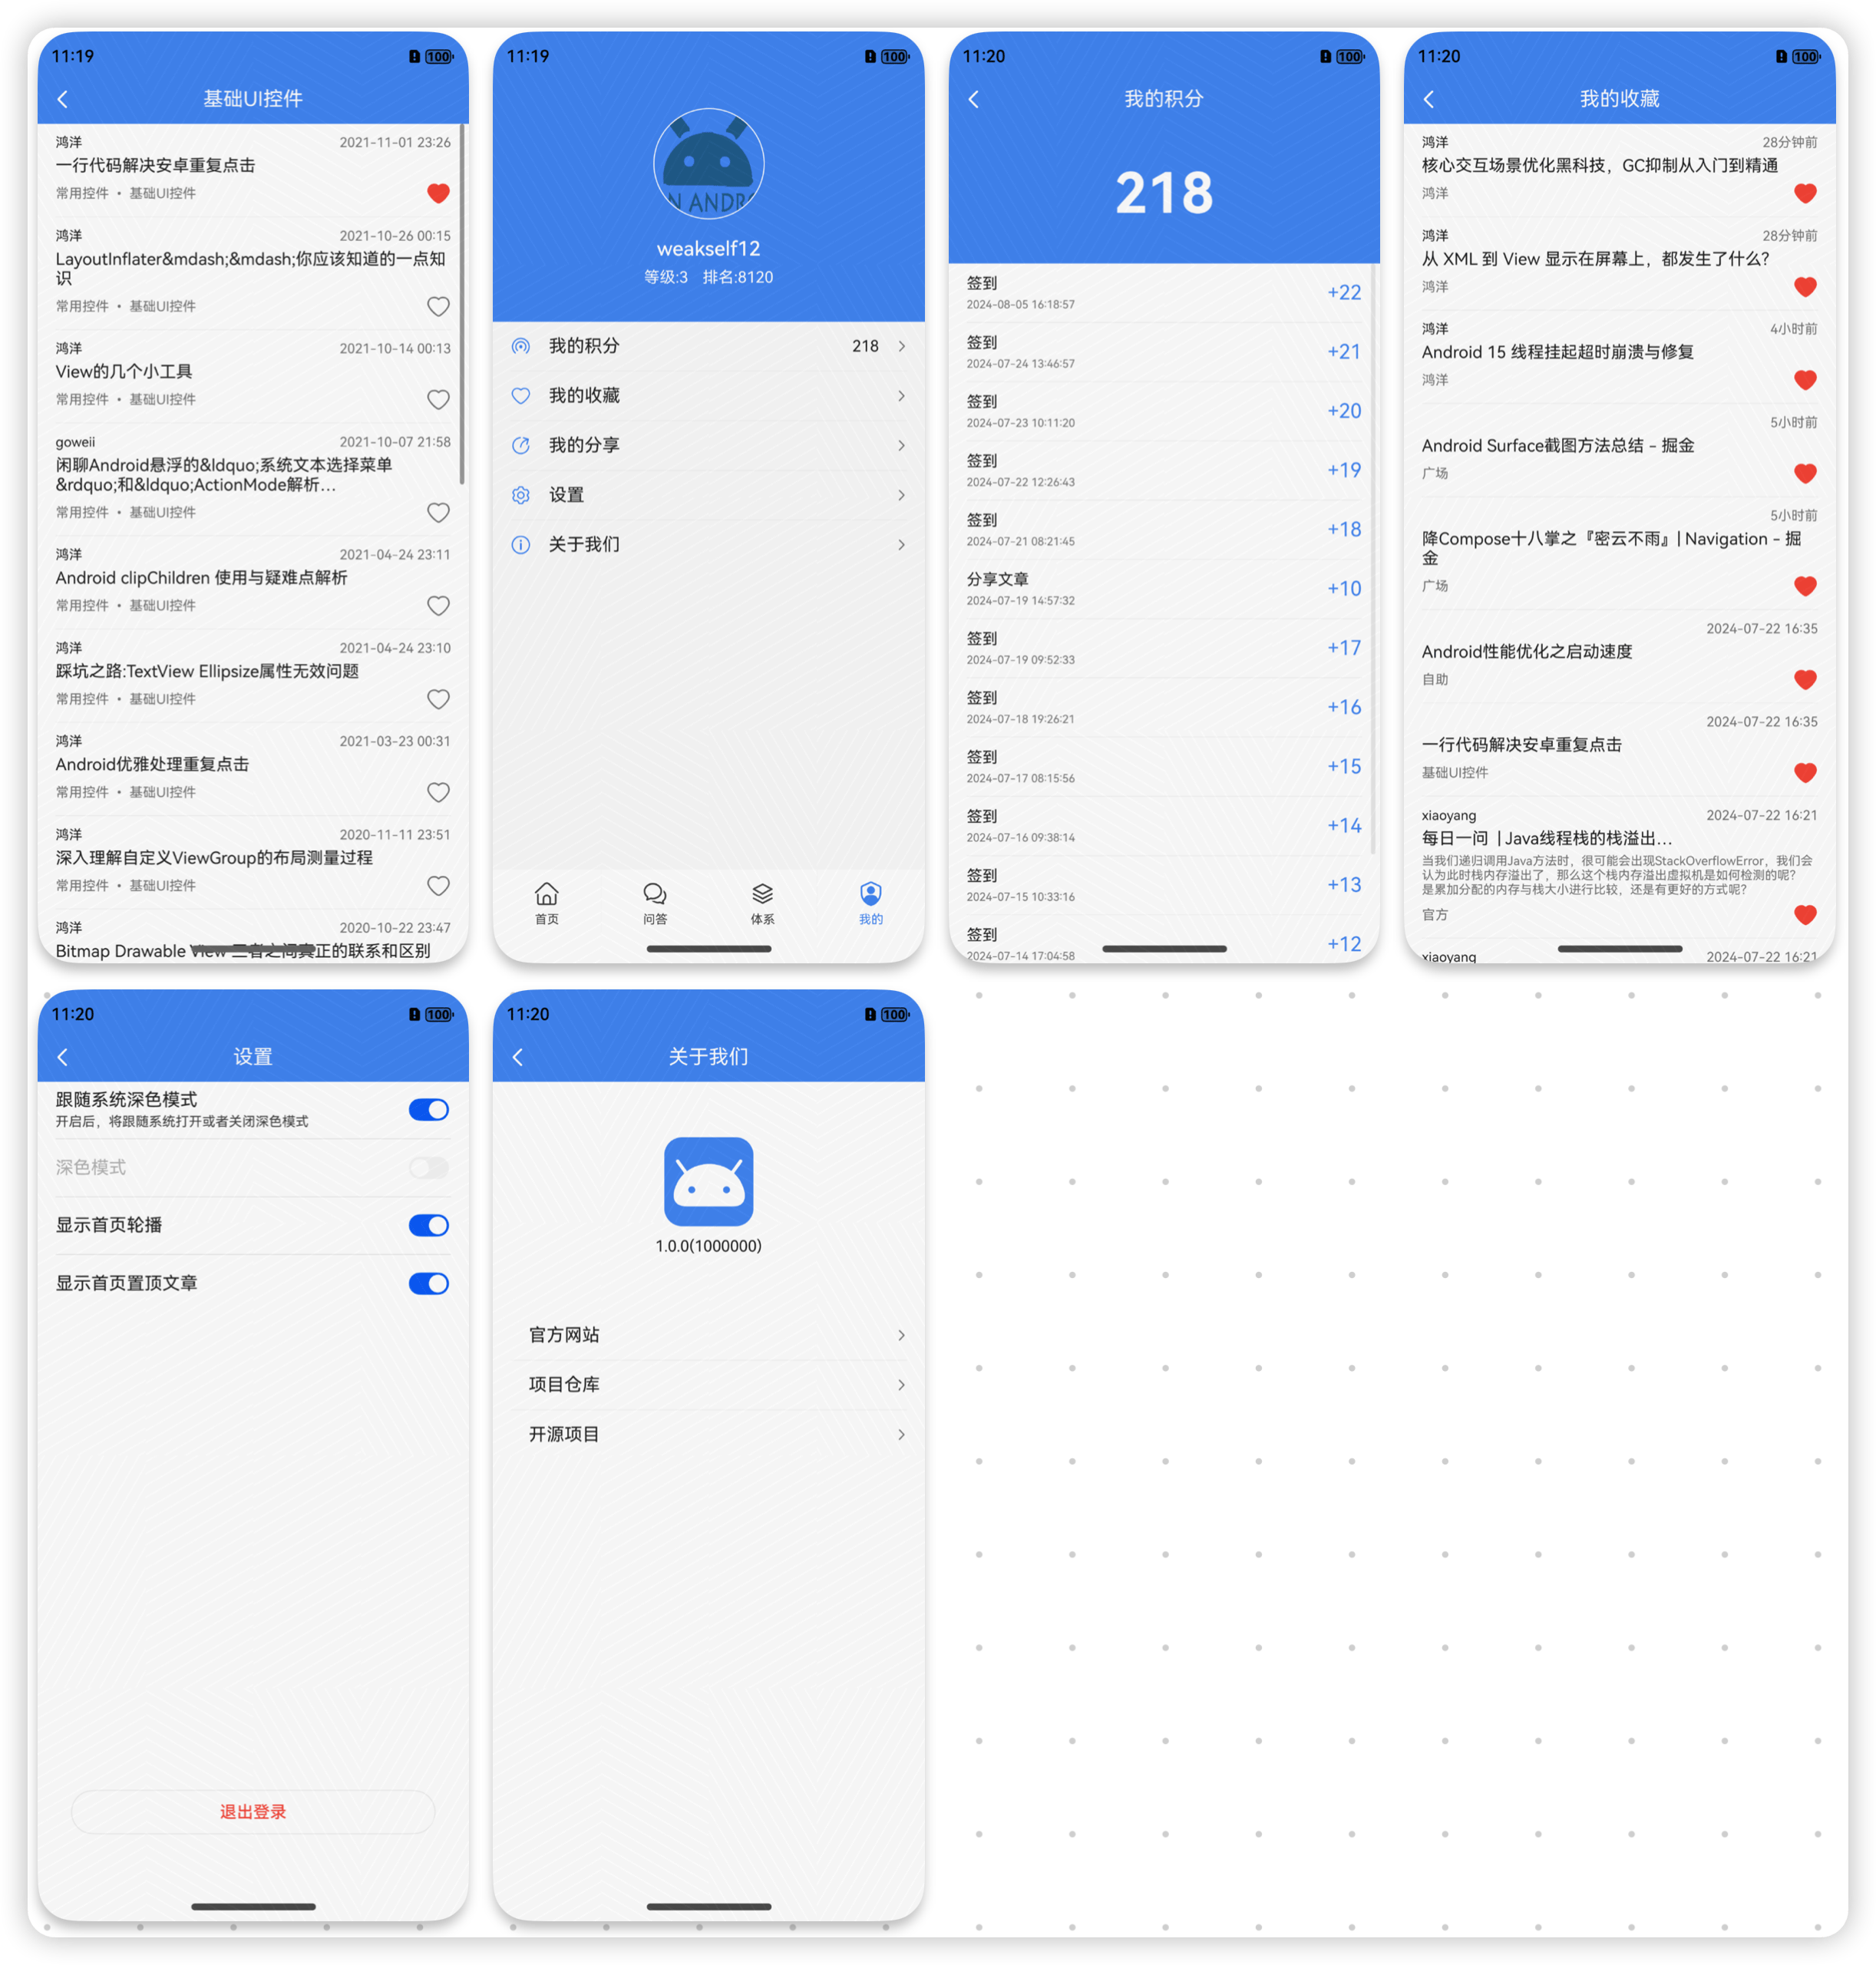 11:19
100
基础UI控件
鸿洋
2021-11-01 23:26
一行代码解决安卓重复点击
常用控件 • 基础UI控件
鸿洋
2021-10-26 00:15
LayoutInflater&mdash;&mdash;你应该知道的一点知
识
常用控件 • 基础UI控件
鸿洋
2021-10-14 00:13
View的几个小工具
常用控件 • 基础UI控件
goweii
2021-10-07 21:58
闲聊Android悬浮的&ldquo;系统文本选择菜单
&rdquo;和&ldquo;ActionMode解析...
常用控件 • 基础UI控件
鸿洋
2021-04-24 23:11
Android clipChildren 使用与疑难点解析
常用控件 • 基础UI控件
鸿洋
2021-04-24 23:10
踩坑之路:TextView Ellipsize属性无效问题
常用控件 • 基础UI控件
鸿洋
2021-03-23 00:31
Android优雅处理重复点击
常用控件 • 基础UI控件
鸿洋
2020-11-11 23:51
深入理解自定义ViewGroup的布局测量过程
常用控件 • 基础UI控件
鸿洋
2020-10-22 23:47
Bitmap Drawable View 三者之间真正的联系和区别
11:19
100
N ANDR
weakself12
等级:3 排名:8120
我的积分
218
我的收藏
我的分享
设置
关于我们
首页
问答
体系
我的
11:20
100
我的积分
218
签到
2024-08-05 16:18:57
+22
签到
2024-07-24 13:46:57
+21
签到
2024-07-23 10:11:20
+20
签到
2024-07-22 12:26:43
+19
签到
2024-07-21 08:21:45
+18
分享文章
2024-07-19 14:57:32
+10
签到
2024-07-19 09:52:33
+17
签到
2024-07-18 19:26:21
+16
签到
2024-07-17 08:15:56
+15
签到
2024-07-16 09:38:14
+14
签到
2024-07-15 10:33:16
+13
签到
2024-07-14 17:04:58
+12
11:20
100
我的收藏
鸿洋
28分钟前
核心交互场景优化黑科技，GC抑制从入门到精通
鸿洋
鸿洋
28分钟前
从 XML 到 View 显示在屏幕上，都发生了什么？
鸿洋
鸿洋
4小时前
Android 15 线程挂起超时崩溃与修复
鸿洋
5小时前
Android Surface截图方法总结 - 掘金
广场
5小时前
降Compose十八掌之『密云不雨』| Navigation - 掘
金
广场
2024-07-22 16:35
Android性能优化之启动速度
自助
2024-07-22 16:35
一行代码解决安卓重复点击
基础UI控件
xiaoyang
2024-07-22 16:21
每日一问 | Java线程栈的栈溢出...
当我们递归调用Java方法时，很可能会出现StackOverflowError，我们会
认为此时栈内存溢出了，那么这个栈内存溢出虚拟机是如何检测的呢？
是累加分配的内存与栈大小进行比较，还是有更好的方式呢？
官方
xiaoyang
2024-07-22 16:21
11:20
100
设置
跟随系统深色模式
开启后，将跟随系统打开或者关闭深色模式
深色模式
显示首页轮播
显示首页置顶文章
退出登录
11:20
100
关于我们
1.0.0(1000000)
官方网站
项目仓库
开源项目